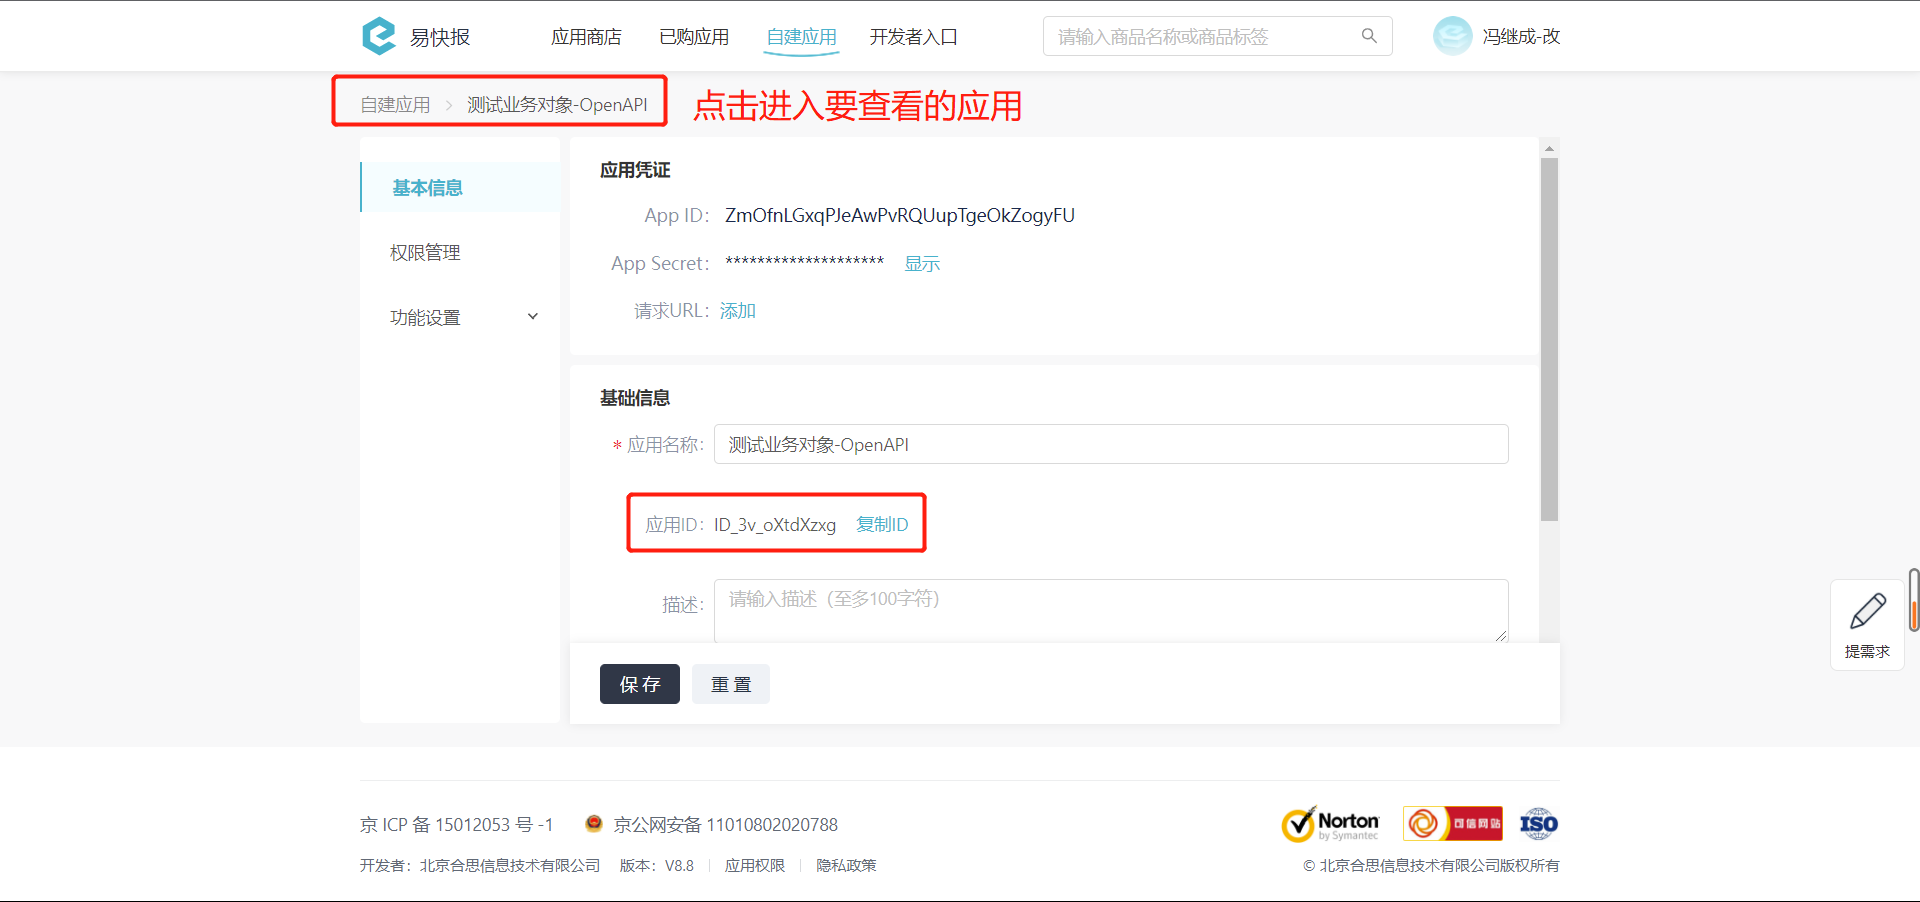 易快报
应用商店
已购应用
自建应用
开发者入口
请输入商品名称或商品标签
冯继成-改
自建应用 > 测试业务对象-OpenAPI
点击进入要查看的应用
基本信息
权限管理
功能设置
应用凭证
App ID: ZmOfnLGxqPJeAwPvRQUupTgeOkZogyFU
App Secret: ******************** 显示
请求URL: 添加
基础信息
* 应用名称: 测试业务对象-OpenAPI
应用ID: ID_3v_oXtdXzxg 复制ID
描述: 请输入描述（至多100字符）
保存
重置
提需求
京 ICP 备 15012053 号 -1
京公网安备 11010802020788
Norton
by Symantec
可信网站
ISO
开发者：北京合思信息技术有限公司 版本：V8.8 | 应用权限 | 隐私政策
© 北京合思信息技术有限公司版权所有